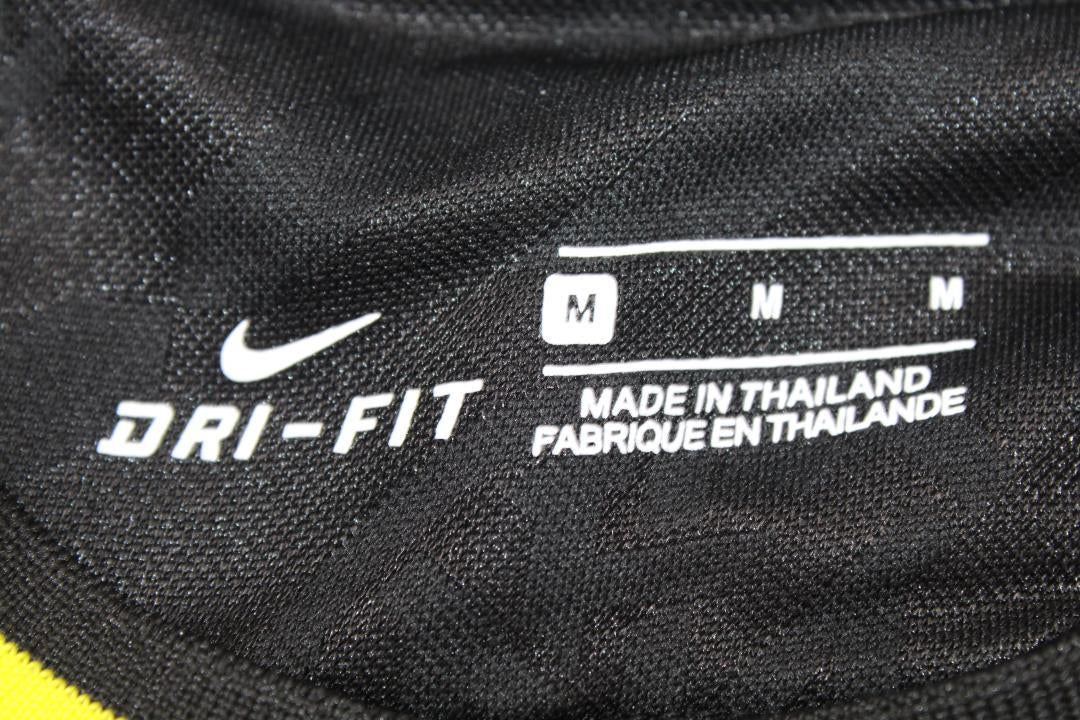 DRI-FIT
M M M
MADE IN THAILAND
FABRIQUE EN THAILANDE